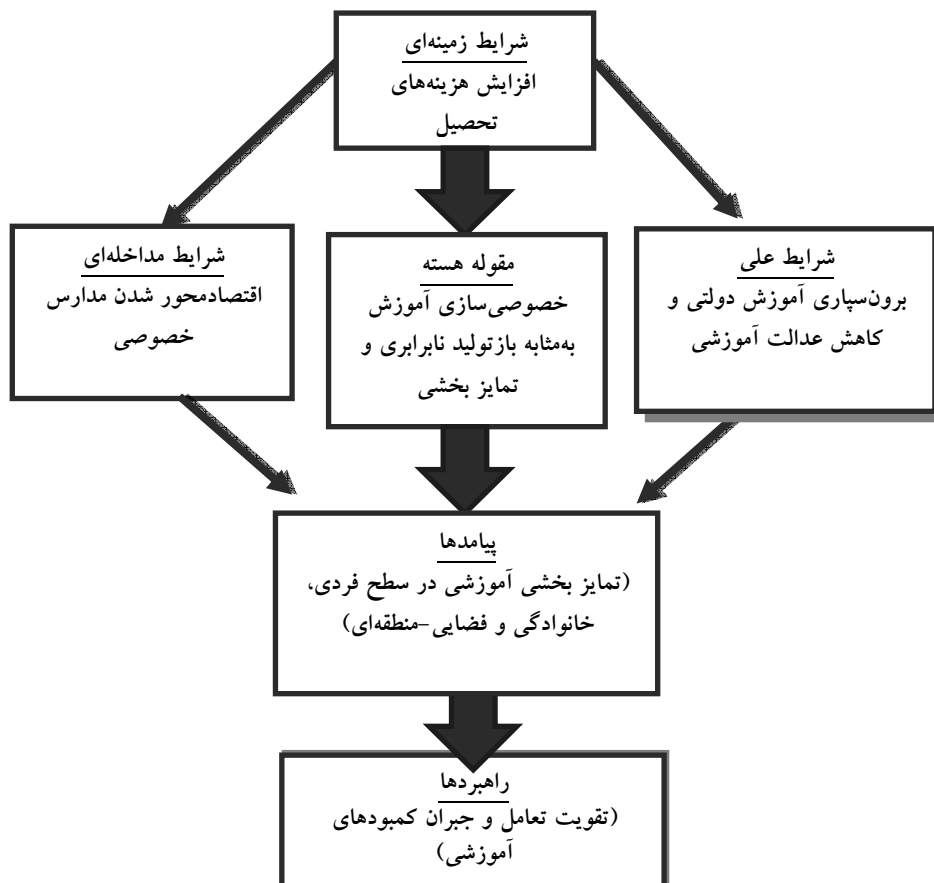 شرایط زمینه‌ای
افزایش هزینه‌های
تحصیل
شرایط علی
برون‌سپاری آموزش دولتی و
کاهش عدالت آموزشی
مقوله هسته
خصوصی‌سازی آموزش
به‌مثابه بازتولید نابرابری و
تمایز بخشی
شرایط مداخله‌ای
اقتصادمحور شدن مدارس
خصوصی
پیامدها
(تمایز بخشی آموزشی در سطح فردی،
خانوادگی و فضایی-منطقه‌ای)
راهبردها
(تقویت تعامل و جبران کمبودهای
آموزشی)